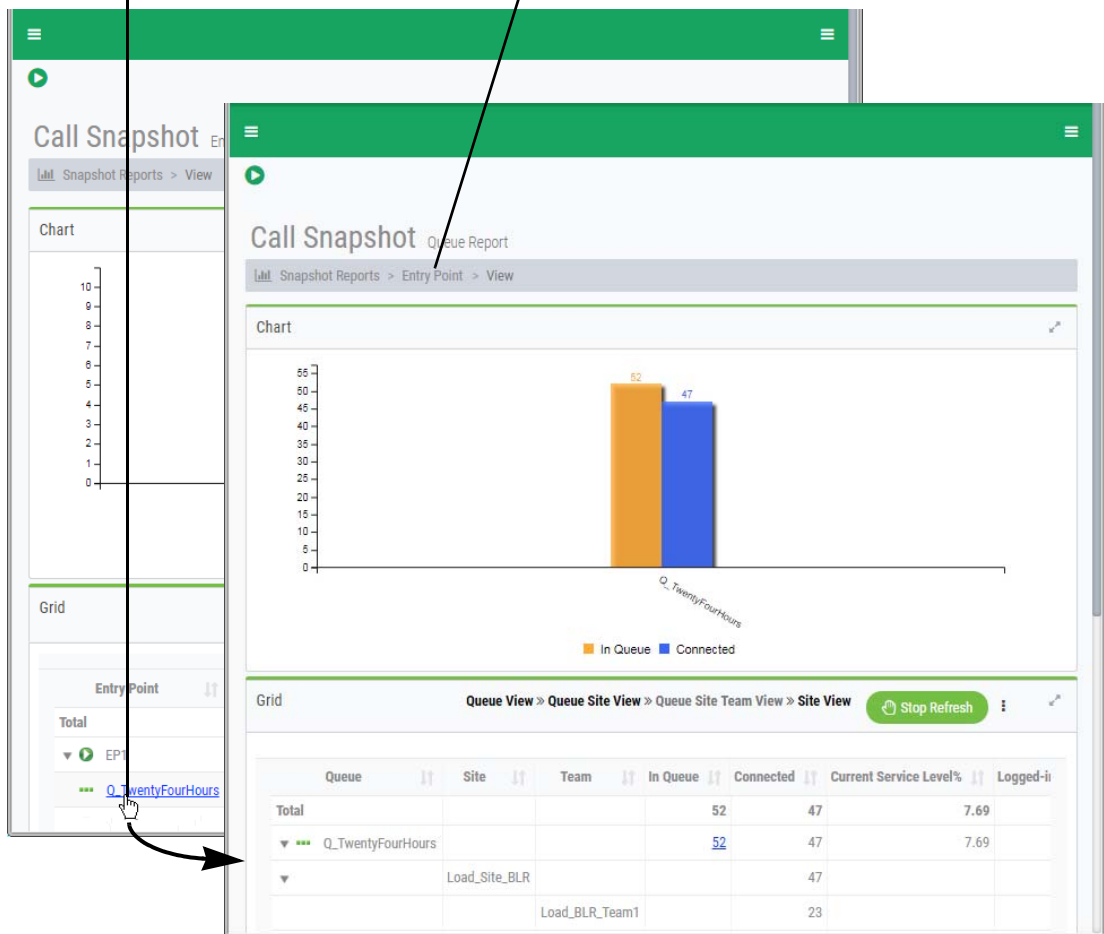 Call Snapshot En
Snapshot Reports > View
Chart
10
9
8
7
6
5
4
3
2
1
0
Grid
Entry Point
Total
EP1
Q_TwentyFourHours
Call Snapshot Queue Report
Snapshot Reports > Entry Point > View
Chart
55
50
45
40
35
30
25
20
15
10
5
0
52
47
Q_TwentyFourHours
In Queue Connected
Grid Queue View » Queue Site View » Queue Site Team View » Site View Stop Refresh
Queue Site Team In Queue Connected Current Service Level% Logged-i
Total 52 47 7.69
Q_TwentyFourHours 52 47 7.69
Load_Site_BLR 47
Load_BLR_Team1 23